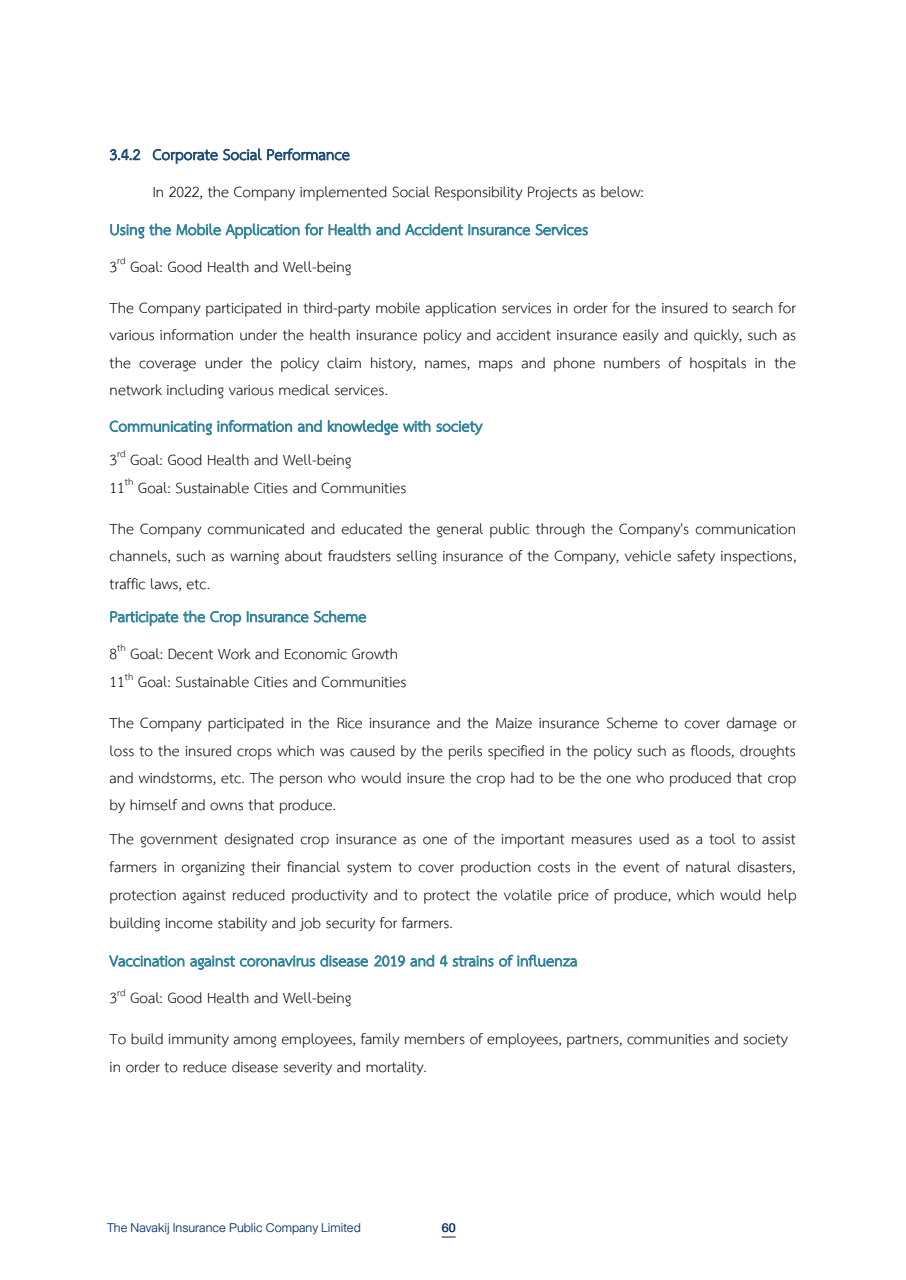 3.4.2 Corporate Social Performance
In 2022, the Company implemented Social Responsibility Projects as below:
Using the Mobile Application for Health and Accident Insurance Services
3rd Goal: Good Health and Well-being
The Company participated in third-party mobile application services in order for the insured to search for
various information under the health insurance policy and accident insurance easily and quickly, such as
the coverage under the policy claim history, names, maps and phone numbers of hospitals in the
network including various medical services.
Communicating information and knowledge with society
3rd Goal: Good Health and Well-being
11th Goal: Sustainable Cities and Communities
The Company communicated and educated the general public through the Company's communication
channels, such as warning about fraudsters selling insurance of the Company, vehicle safety inspections,
traffic laws, etc.
Participate the Crop Insurance Scheme
8th Goal: Decent Work and Economic Growth
11th Goal: Sustainable Cities and Communities
The Company participated in the Rice insurance and the Maize insurance Scheme to cover damage or
loss to the insured crops which was caused by the perils specified in the policy such as floods, droughts
and windstorms, etc. The person who would insure the crop had to be the one who produced that crop
by himself and owns that produce.
The government designated crop insurance as one of the important measures used as a tool to assist
farmers in organizing their financial system to cover production costs in the event of natural disasters,
protection against reduced productivity and to protect the volatile price of produce, which would help
building income stability and job security for farmers.
Vaccination against coronavirus disease 2019 and 4 strains of influenza
3rd Goal: Good Health and Well-being
To build immunity among employees, family members of employees, partners, communities and society
in order to reduce disease severity and mortality.
The Navakij Insurance Public Company Limited 60